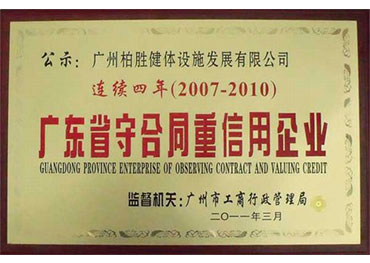 公示：广州柏胜健体设施发展有限公司
连续四年(2007-2010)
广东省守合同重信用企业
GUANGDONG PROVINCE ENTERPRISE OF OBSERVING CONTRACT AND VALUING CREDIT
监督机关：广州市工商行政管理局
二〇一一年三月